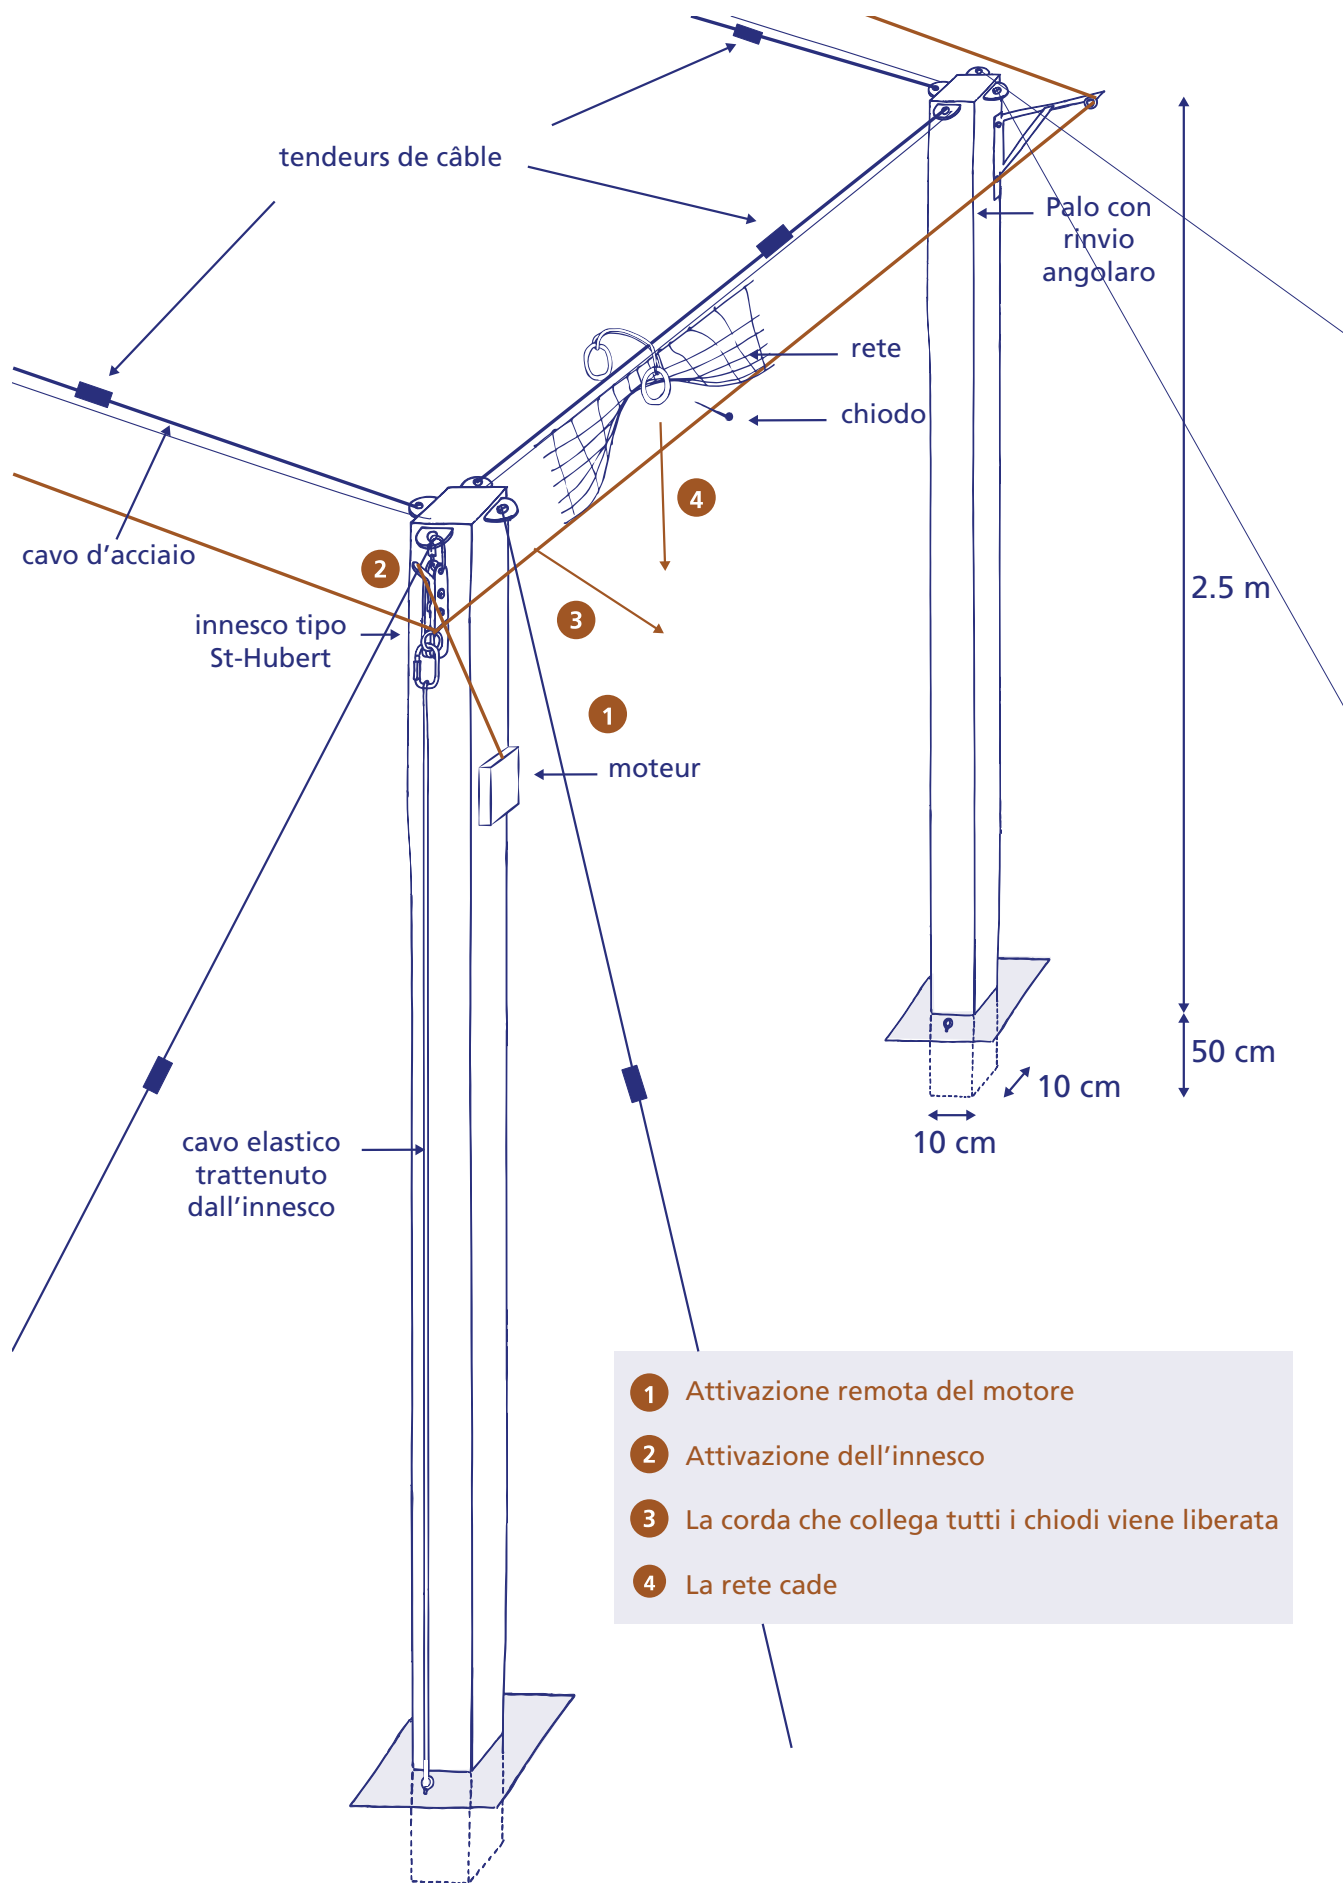 tendeurs de câble
Palo con
rinvio
angolaro
rete
chiodo
4
cavo d'acciaio
2
2.5 m
3
innesco tipo
St-Hubert
1
moteur
50 cm
10 cm
10 cm
cavo elastico
trattenuto
dall'innesco
1 Attivazione remota del motore
2 Attivazione dell'innesco
3 La corda che collega tutti i chiodi viene liberata
4 La rete cade